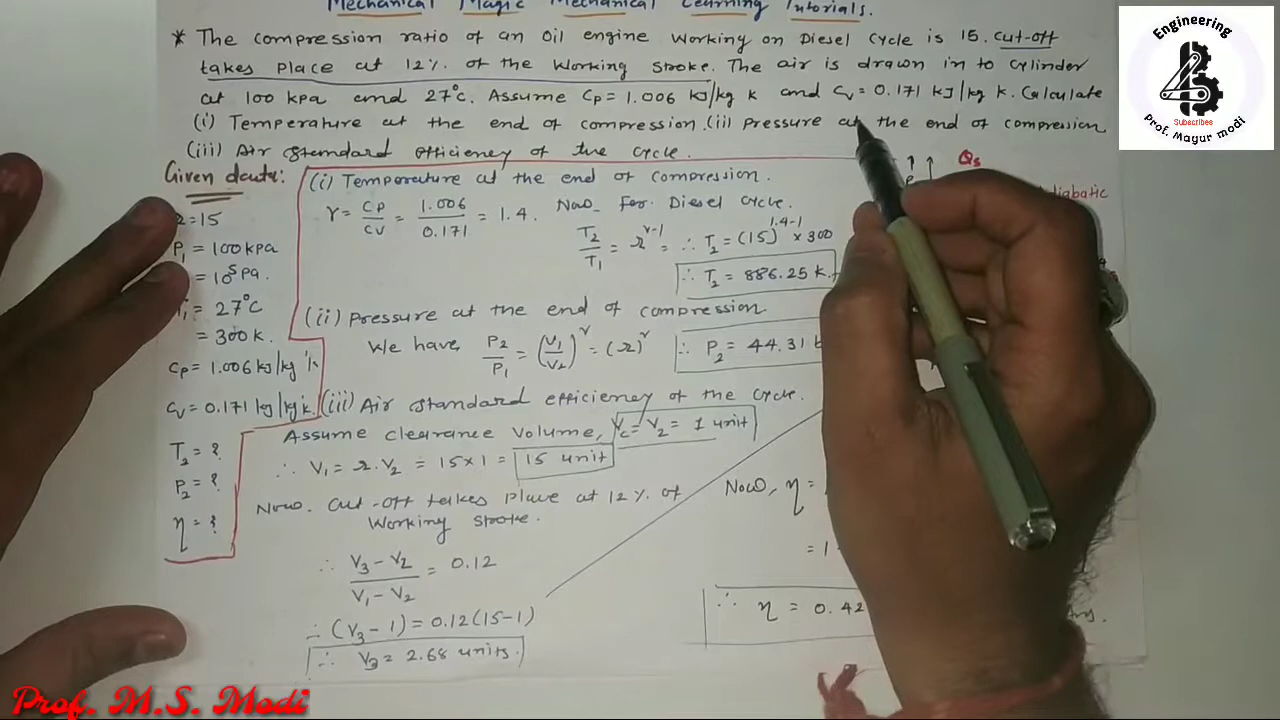 Mechanical Magic Mechanical Learning Tutorials.
* The compression ratio of an oil engine working on Diesel cycle is 15. cut-off
takes place at 12% of the working stroke. The air is drawn in to cylinder
at 100 kpa and 27°c. Assume Cp = 1.006 kJ/kg k and Cv = 0.171 kJ/kg k. Calculate
(i) Temperature at the end of compression. (ii) pressure at the end of compression
(iii) Air standard efficiency of the cycle.
Given data:
r = 15
P1 = 100 kpa
= 10^5 pa.
= 27°C
= 300 k.
Cp = 1.006 kJ/kg k
Cv = 0.171 kJ/kg k.
T2 = ?
P2 = ?
η = ?
(i) Temperature at the end of compression.
γ = Cp/Cv = 1.006/0.171 = 1.4. Now for Diesel cycle.
T2/T1 = r^γ-1 = ∴ T2 = (15)^1.4-1 × 300
∴ T2 = 886.25 k.
(ii) pressure at the end of compression
We have, P2/P1 = (V1/V2)^γ = (r)^γ ∴ P2 = 44.31
(iii) Air standard efficiency of the cycle.
Assume clearance volume, Vc = V2 = 1 unit
∴ V1 = r.V2 = 15×1 = 15 unit
Now. Cut-off takes place at 12% of
working stroke.
∴ V3 - V2 / V1 - V2 = 0.12
∴ (V3 - 1) = 0.12 (15-1)
∴ V3 = 2.68 units.
Now, η =
= 1
∴ η = 0.42
Qs
diabatic
Engineering
Subscribes
Prof. Mayur modi
Prof. M.S. Modi